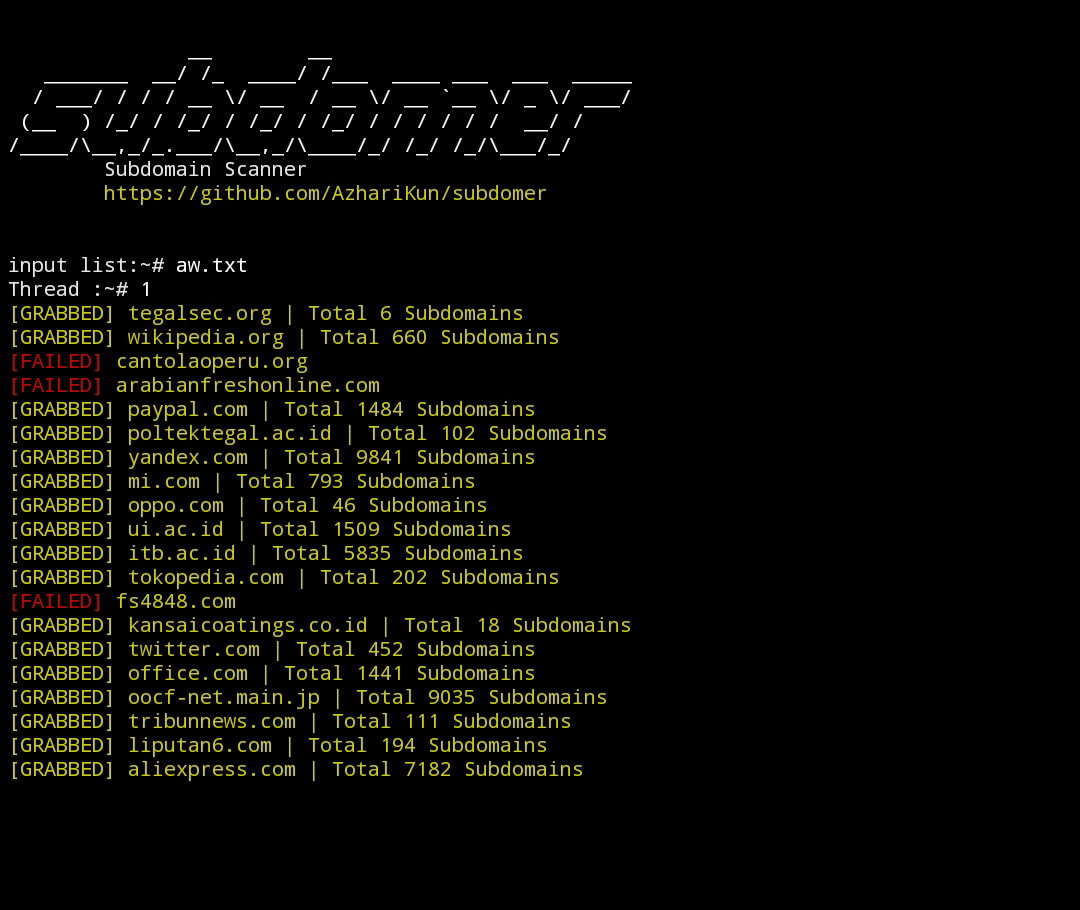 subdomer
Subdomain Scanner
https://github.com/AzhariKun/subdomer
input list:~# aw.txt
Thread :~# 1
[GRABBED] tegalsec.org | Total 6 Subdomains
[GRABBED] wikipedia.org | Total 660 Subdomains
[FAILED] cantolaoperu.org
[FAILED] arabianfreshonline.com
[GRABBED] paypal.com | Total 1484 Subdomains
[GRABBED] poltektegal.ac.id | Total 102 Subdomains
[GRABBED] yandex.com | Total 9841 Subdomains
[GRABBED] mi.com | Total 793 Subdomains
[GRABBED] oppo.com | Total 46 Subdomains
[GRABBED] ui.ac.id | Total 1509 Subdomains
[GRABBED] itb.ac.id | Total 5835 Subdomains
[GRABBED] tokopedia.com | Total 202 Subdomains
[FAILED] fs4848.com
[GRABBED] kansaicoatings.co.id | Total 18 Subdomains
[GRABBED] twitter.com | Total 452 Subdomains
[GRABBED] office.com | Total 1441 Subdomains
[GRABBED] oocf-net.main.jp | Total 9035 Subdomains
[GRABBED] tribunnews.com | Total 111 Subdomains
[GRABBED] liputan6.com | Total 194 Subdomains
[GRABBED] aliexpress.com | Total 7182 Subdomains